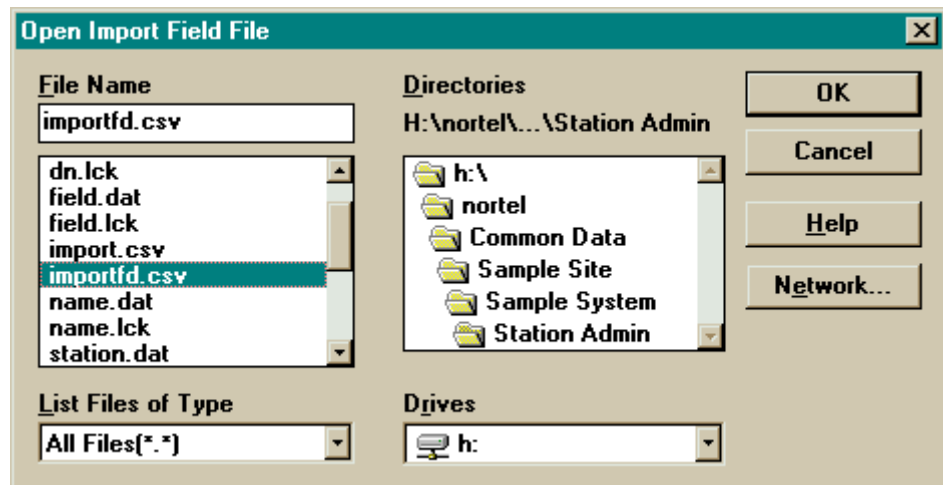 Open Import Field File
File Name
importfd.csv
dn.lck
field.dat
field.lck
import.csv
importfd.csv
name.dat
name.lck
station.dat
List Files of Type
All Files(*.*)
Directories
H:\nortel\...\Station Admin
h:\
nortel
Common Data
Sample Site
Sample System
Station Admin
Drives
h:
OK
Cancel
Help
Network...